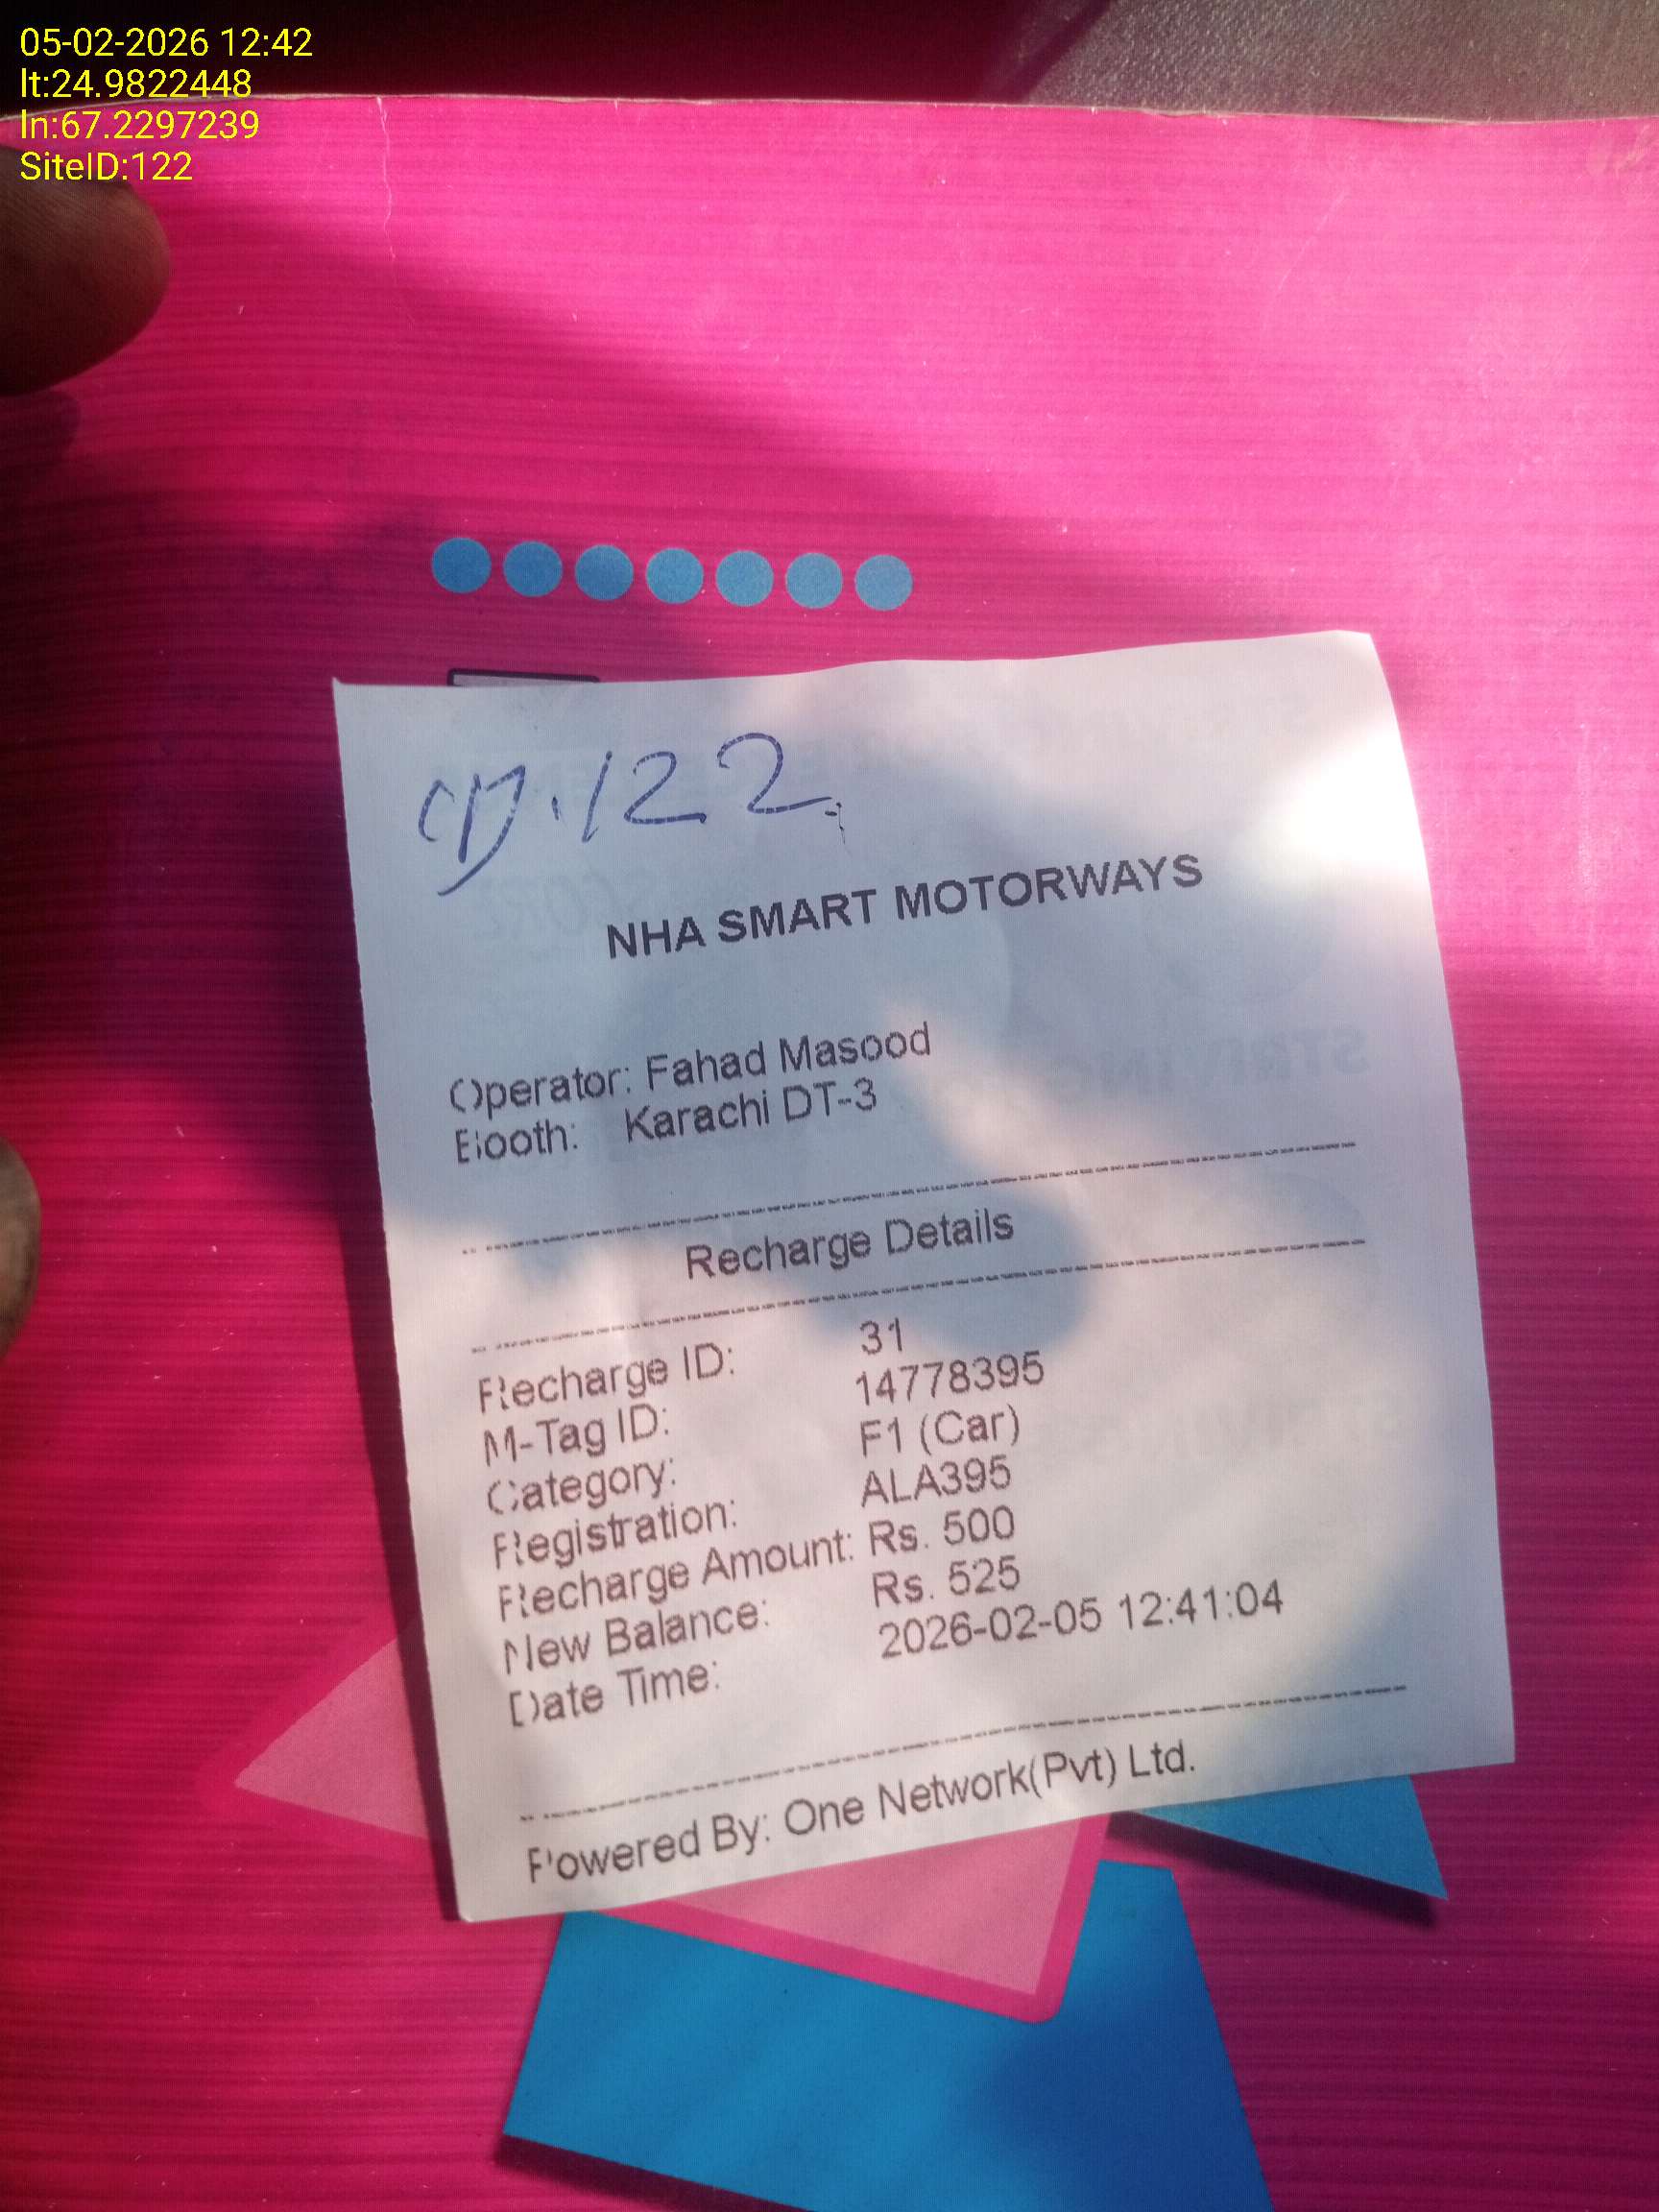 05-02-2026 12:42
lt:24.9822448
ln:67.2297239
SiteID:122
ID.122
NHA SMART MOTORWAYS
Operator: Fahad Masood
Booth: Karachi DT-3
Recharge Details
Recharge ID: 31
M-Tag ID: 14778395
Category: F1 (Car)
Registration: ALA395
Recharge Amount: Rs. 500
New Balance: Rs. 525
Date Time: 2026-02-05 12:41:04
Powered By: One Network(Pvt) Ltd.